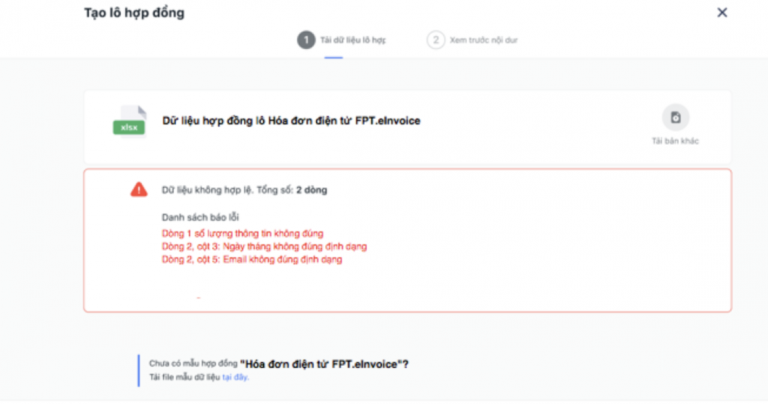 Tạo lô hợp đồng
1 Tải dữ liệu lô hợp
2 Xem trước nội dur
xlsx
Dữ liệu hợp đồng lô Hóa đơn điện tử FPT.eInvoice
Tải bản khác
Dữ liệu không hợp lệ. Tổng số: 2 dòng
Danh sách báo lỗi
Dòng 1 số lượng thông tin không đúng
Dòng 2, cột 3: Ngày tháng không đúng định dạng
Dòng 2, cột 5: Email không đúng định dạng
Chưa có mẫu hợp đồng "Hóa đơn điện tử FPT.eInvoice"?
Tải file mẫu dữ liệu tại đây.